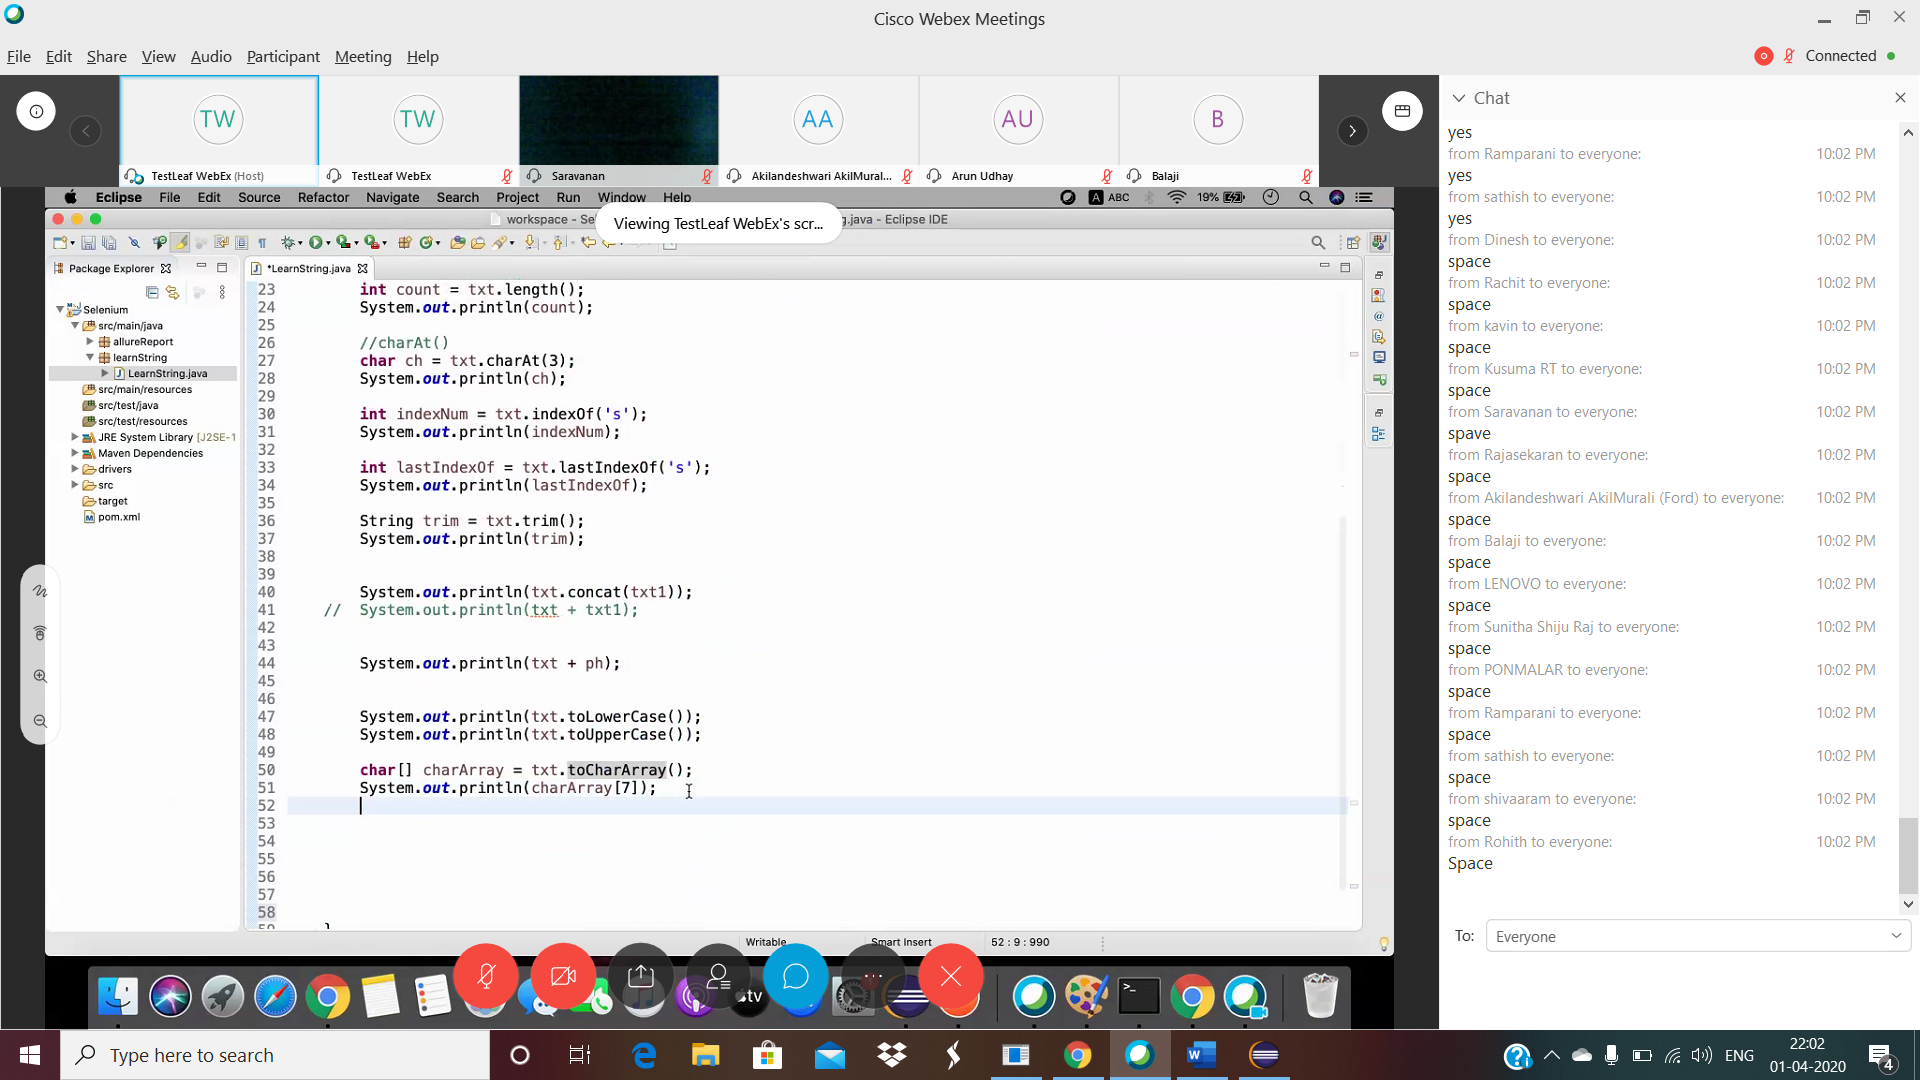 Cisco Webex Meetings
File Edit Share View Audio Participant Meeting Help
Connected
TW TW AA AU B
TestLeaf WebEx (Host) TestLeaf WebEx Saravanan Akilandeshwari AkilMural... Arun Udhay Balaji
Eclipse File Edit Source Refactor Navigate Search Project Run Window Help
A ABC 19%
workspace - Se
.java - Eclipse IDE
Viewing TestLeaf WebEx's scr...
Package Explorer
*LearnString.java
Selenium
src/main/java
allureReport
learnString
LearnString.java
src/main/resources
src/test/java
src/test/resources
JRE System Library [J2SE-1
Maven Dependencies
drivers
src
target
pom.xml
23 int count = txt.length();
24 System.out.println(count);
25
26 //charAt()
27 char ch = txt.charAt(3);
28 System.out.println(ch);
29
30 int indexNum = txt.indexOf('s');
31 System.out.println(indexNum);
32
33 int lastIndexOf = txt.lastIndexOf('s');
34 System.out.println(lastIndexOf);
35
36 String trim = txt.trim();
37 System.out.println(trim);
38
39
40 System.out.println(txt.concat(txt1));
41 // System.out.println(txt + txt1);
42
43
44 System.out.println(txt + ph);
45
46
47 System.out.println(txt.toLowerCase());
48 System.out.println(txt.toUpperCase());
49
50 char[] charArray = txt.toCharArray();
51 System.out.println(charArray[7]);
52
53
54
55
56
57
58
59 }
Writable Smart Insert 52 : 9 : 990
tv
Chat
yes
from Ramparani to everyone: 10:02 PM
yes
from sathish to everyone: 10:02 PM
yes
from Dinesh to everyone: 10:02 PM
space
from Rachit to everyone: 10:02 PM
space
from kavin to everyone: 10:02 PM
space
from Kusuma RT to everyone: 10:02 PM
space
from Saravanan to everyone: 10:02 PM
spave
from Rajasekaran to everyone: 10:02 PM
space
from Akilandeshwari AkilMurali (Ford) to everyone: 10:02 PM
space
from Balaji to everyone: 10:02 PM
space
from LENOVO to everyone: 10:02 PM
space
from Sunitha Shiju Raj to everyone: 10:02 PM
space
from PONMALAR to everyone: 10:02 PM
space
from Ramparani to everyone: 10:02 PM
space
from sathish to everyone: 10:02 PM
space
from shivaaram to everyone: 10:02 PM
space
from Rohith to everyone: 10:02 PM
Space
To: Everyone
Type here to search
ENG
22:02
01-04-2020
4